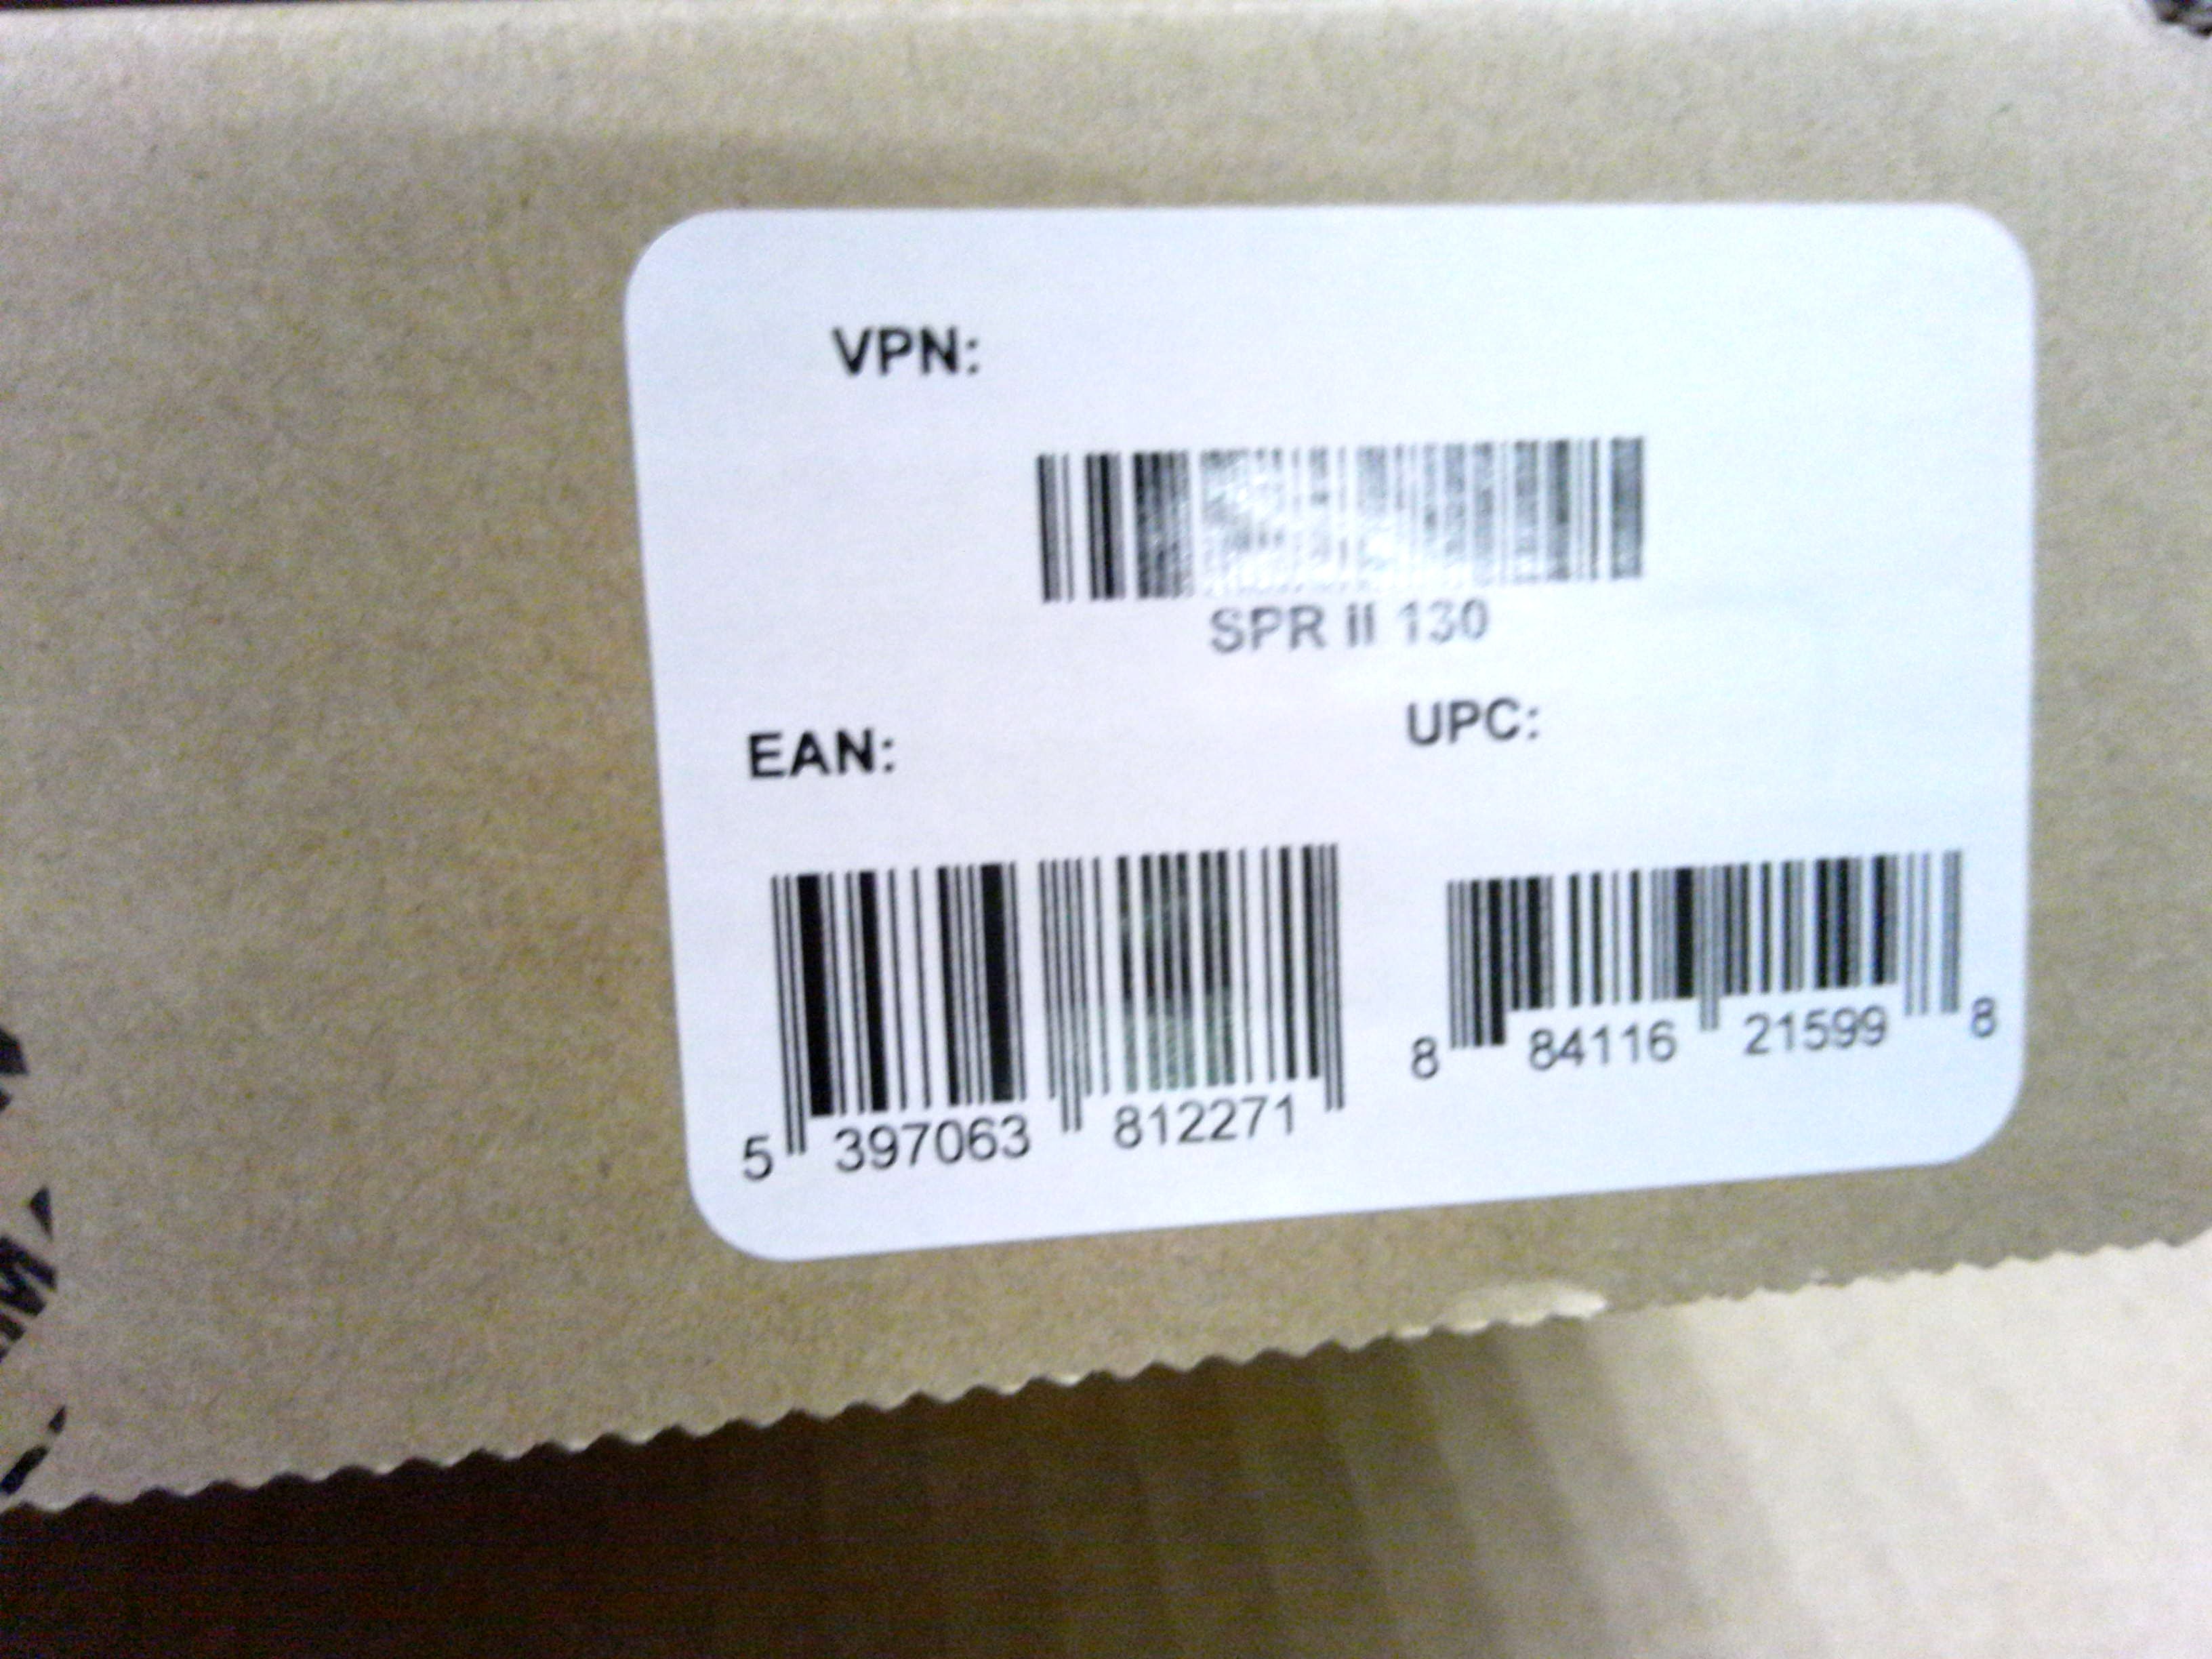 VPN:
SPR II 130
EAN:
UPC:
5 397063 812271
8 84116 21599 8